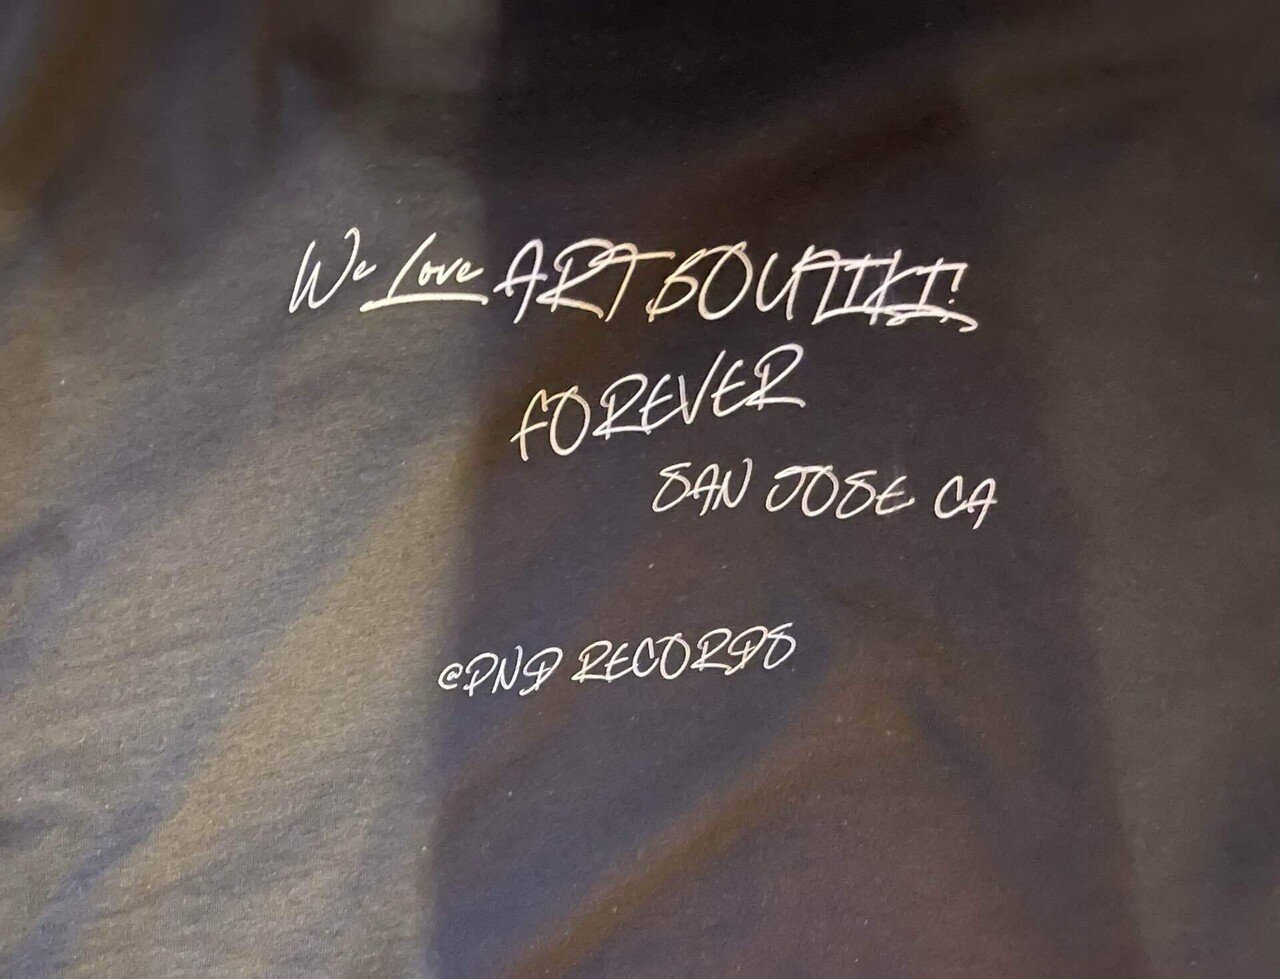 We Love ART BOUTIKI!
FOREVER
SAN JOSE CA
@PND RECORDS